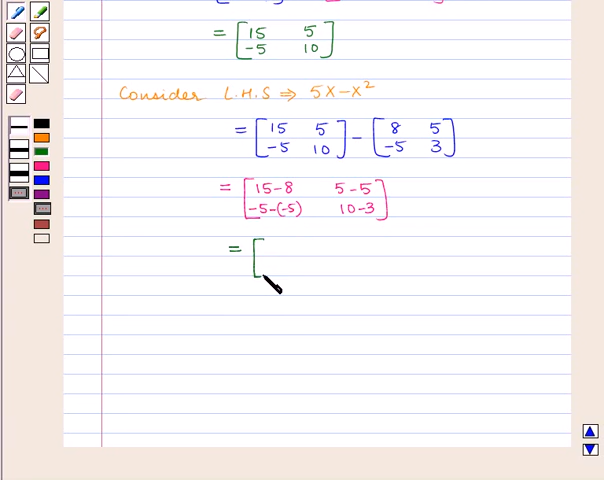 = [15 5
-5 10]
Consider L.H.S ⇒ 5X-X²
= [15 5
-5 10] - [8 5
-5 3]
= [15-8 5-5
-5-(-5) 10-3]
= [